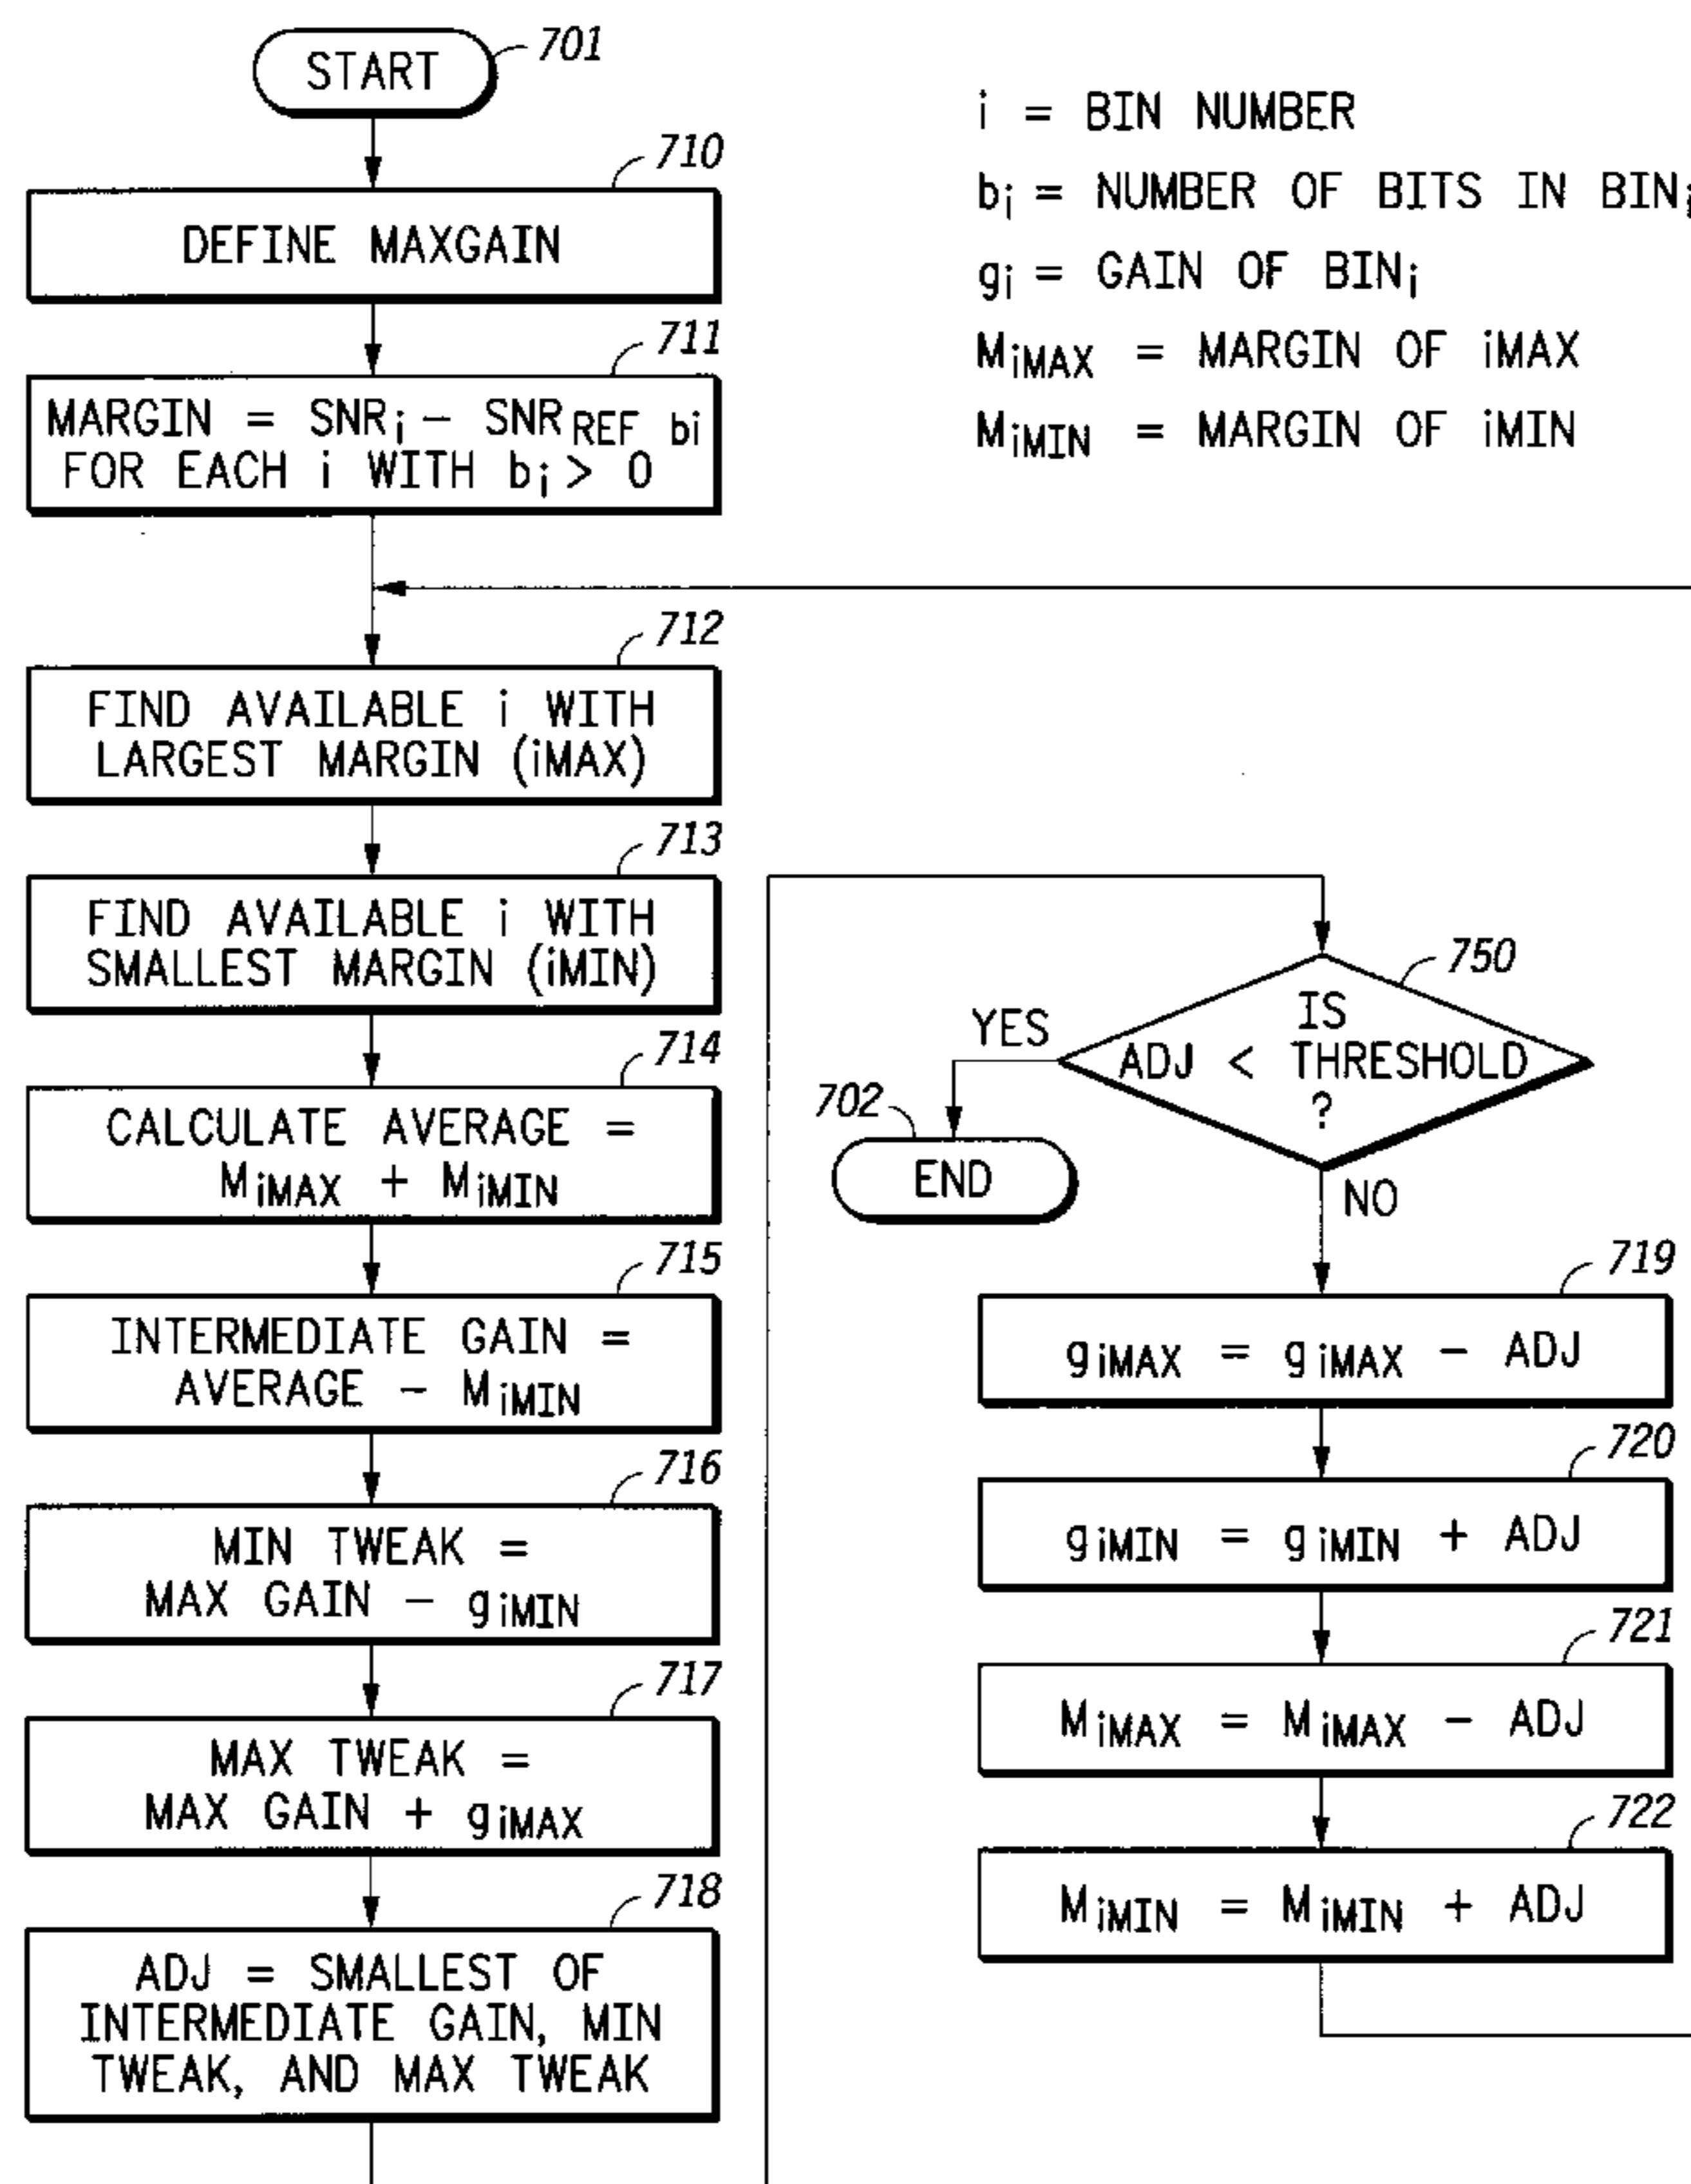 START
701
710
DEFINE MAXGAIN
711
MARGIN = SNRi - SNRREF bi
FOR EACH i WITH bi > 0
712
FIND AVAILABLE i WITH
LARGEST MARGIN (iMAX)
713
FIND AVAILABLE i WITH
SMALLEST MARGIN (iMIN)
714
CALCULATE AVERAGE =
MiMAX + MiMIN
715
INTERMEDIATE GAIN =
AVERAGE - MiMIN
716
MIN TWEAK =
MAX GAIN - giMIN
717
MAX TWEAK =
MAX GAIN + giMAX
718
ADJ = SMALLEST OF
INTERMEDIATE GAIN, MIN
TWEAK, AND MAX TWEAK
i = BIN NUMBER
bi = NUMBER OF BITS IN BINi
gi = GAIN OF BINi
MiMAX = MARGIN OF iMAX
MiMIN = MARGIN OF iMIN
750
IS
ADJ < THRESHOLD
?
YES
702
END
NO
719
giMAX = giMAX - ADJ
720
giMIN = giMIN + ADJ
721
MiMAX = MiMAX - ADJ
722
MiMIN = MiMIN + ADJ